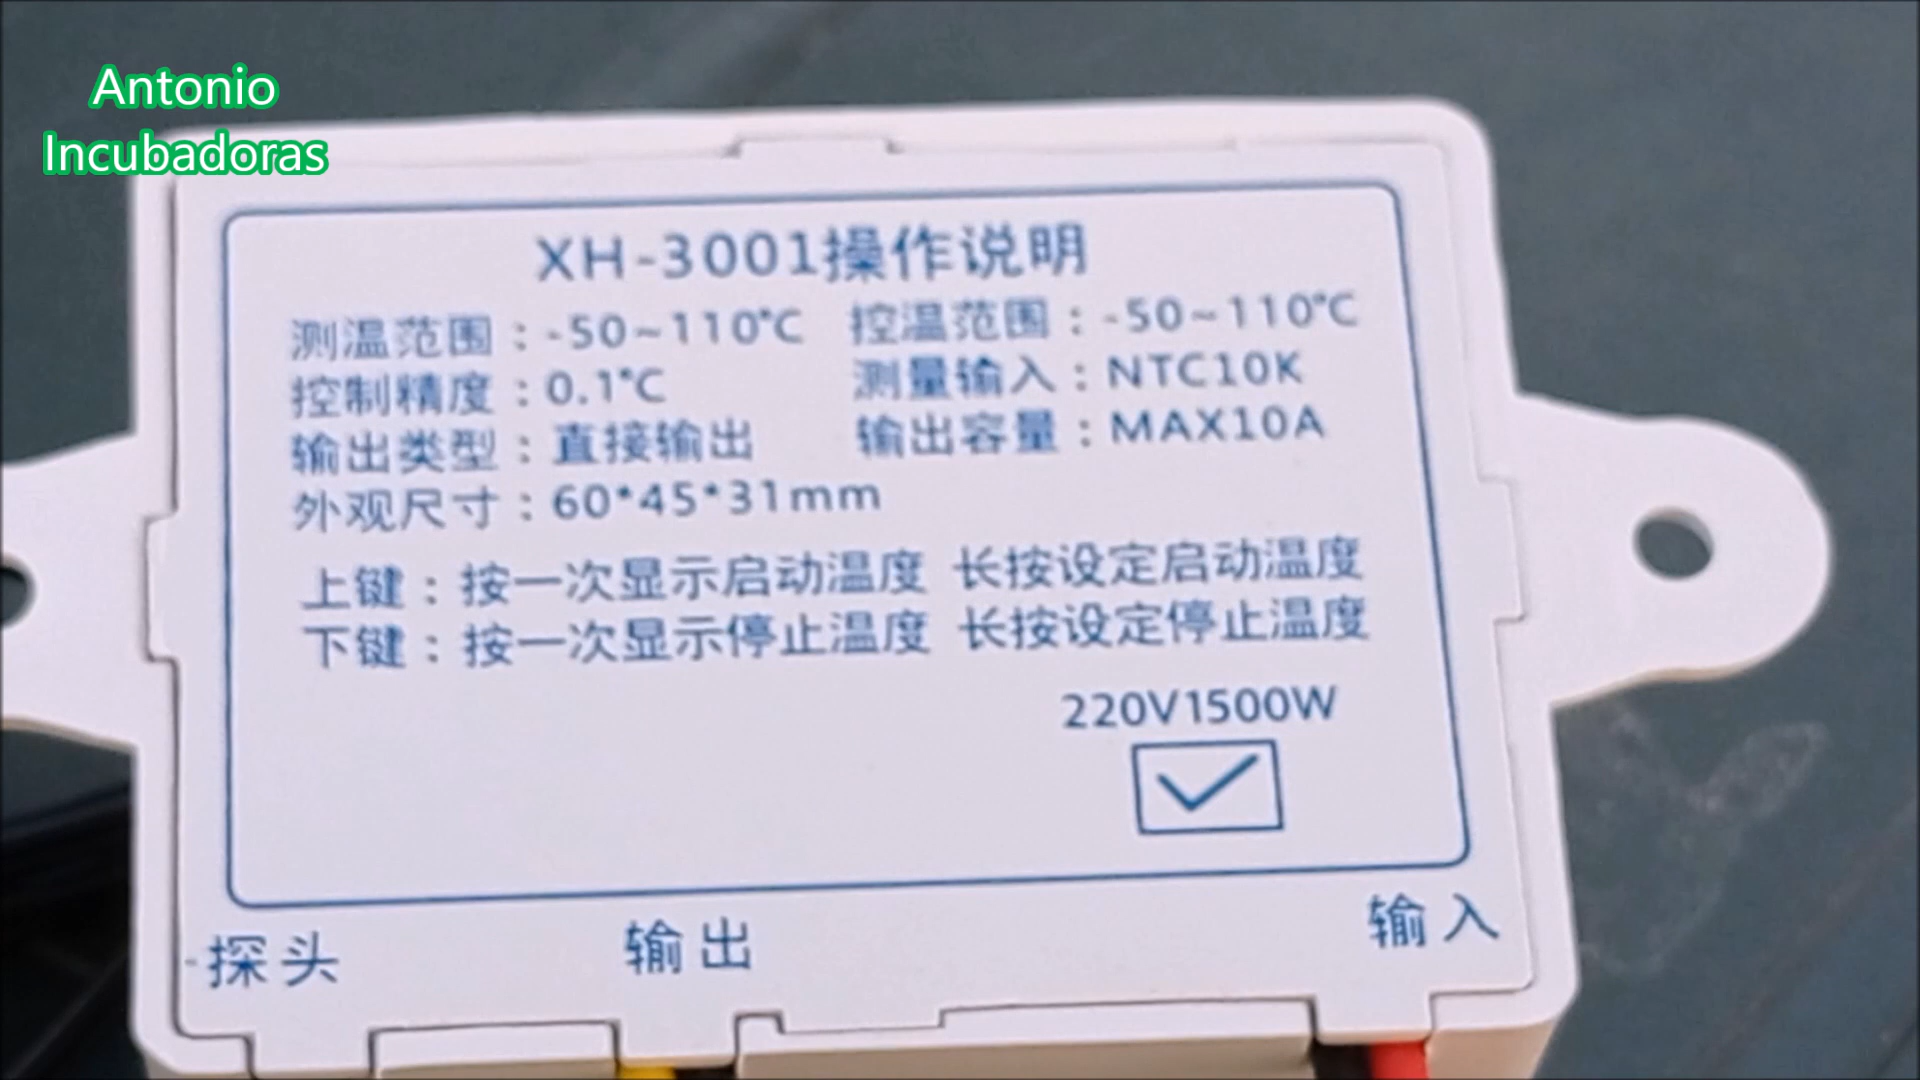 Antonio
Incubadoras
XH-3001操作说明
测温范围：-50~110℃ 控温范围：-50~110℃
控制精度：0.1℃ 测量输入：NTC10K
输出类型：直接输出 输出容量：MAX10A
外观尺寸：60*45*31mm
上键：按一次显示启动温度 长按设定启动温度
下键：按一次显示停止温度 长按设定停止温度
220V1500W
探头 输出 输入